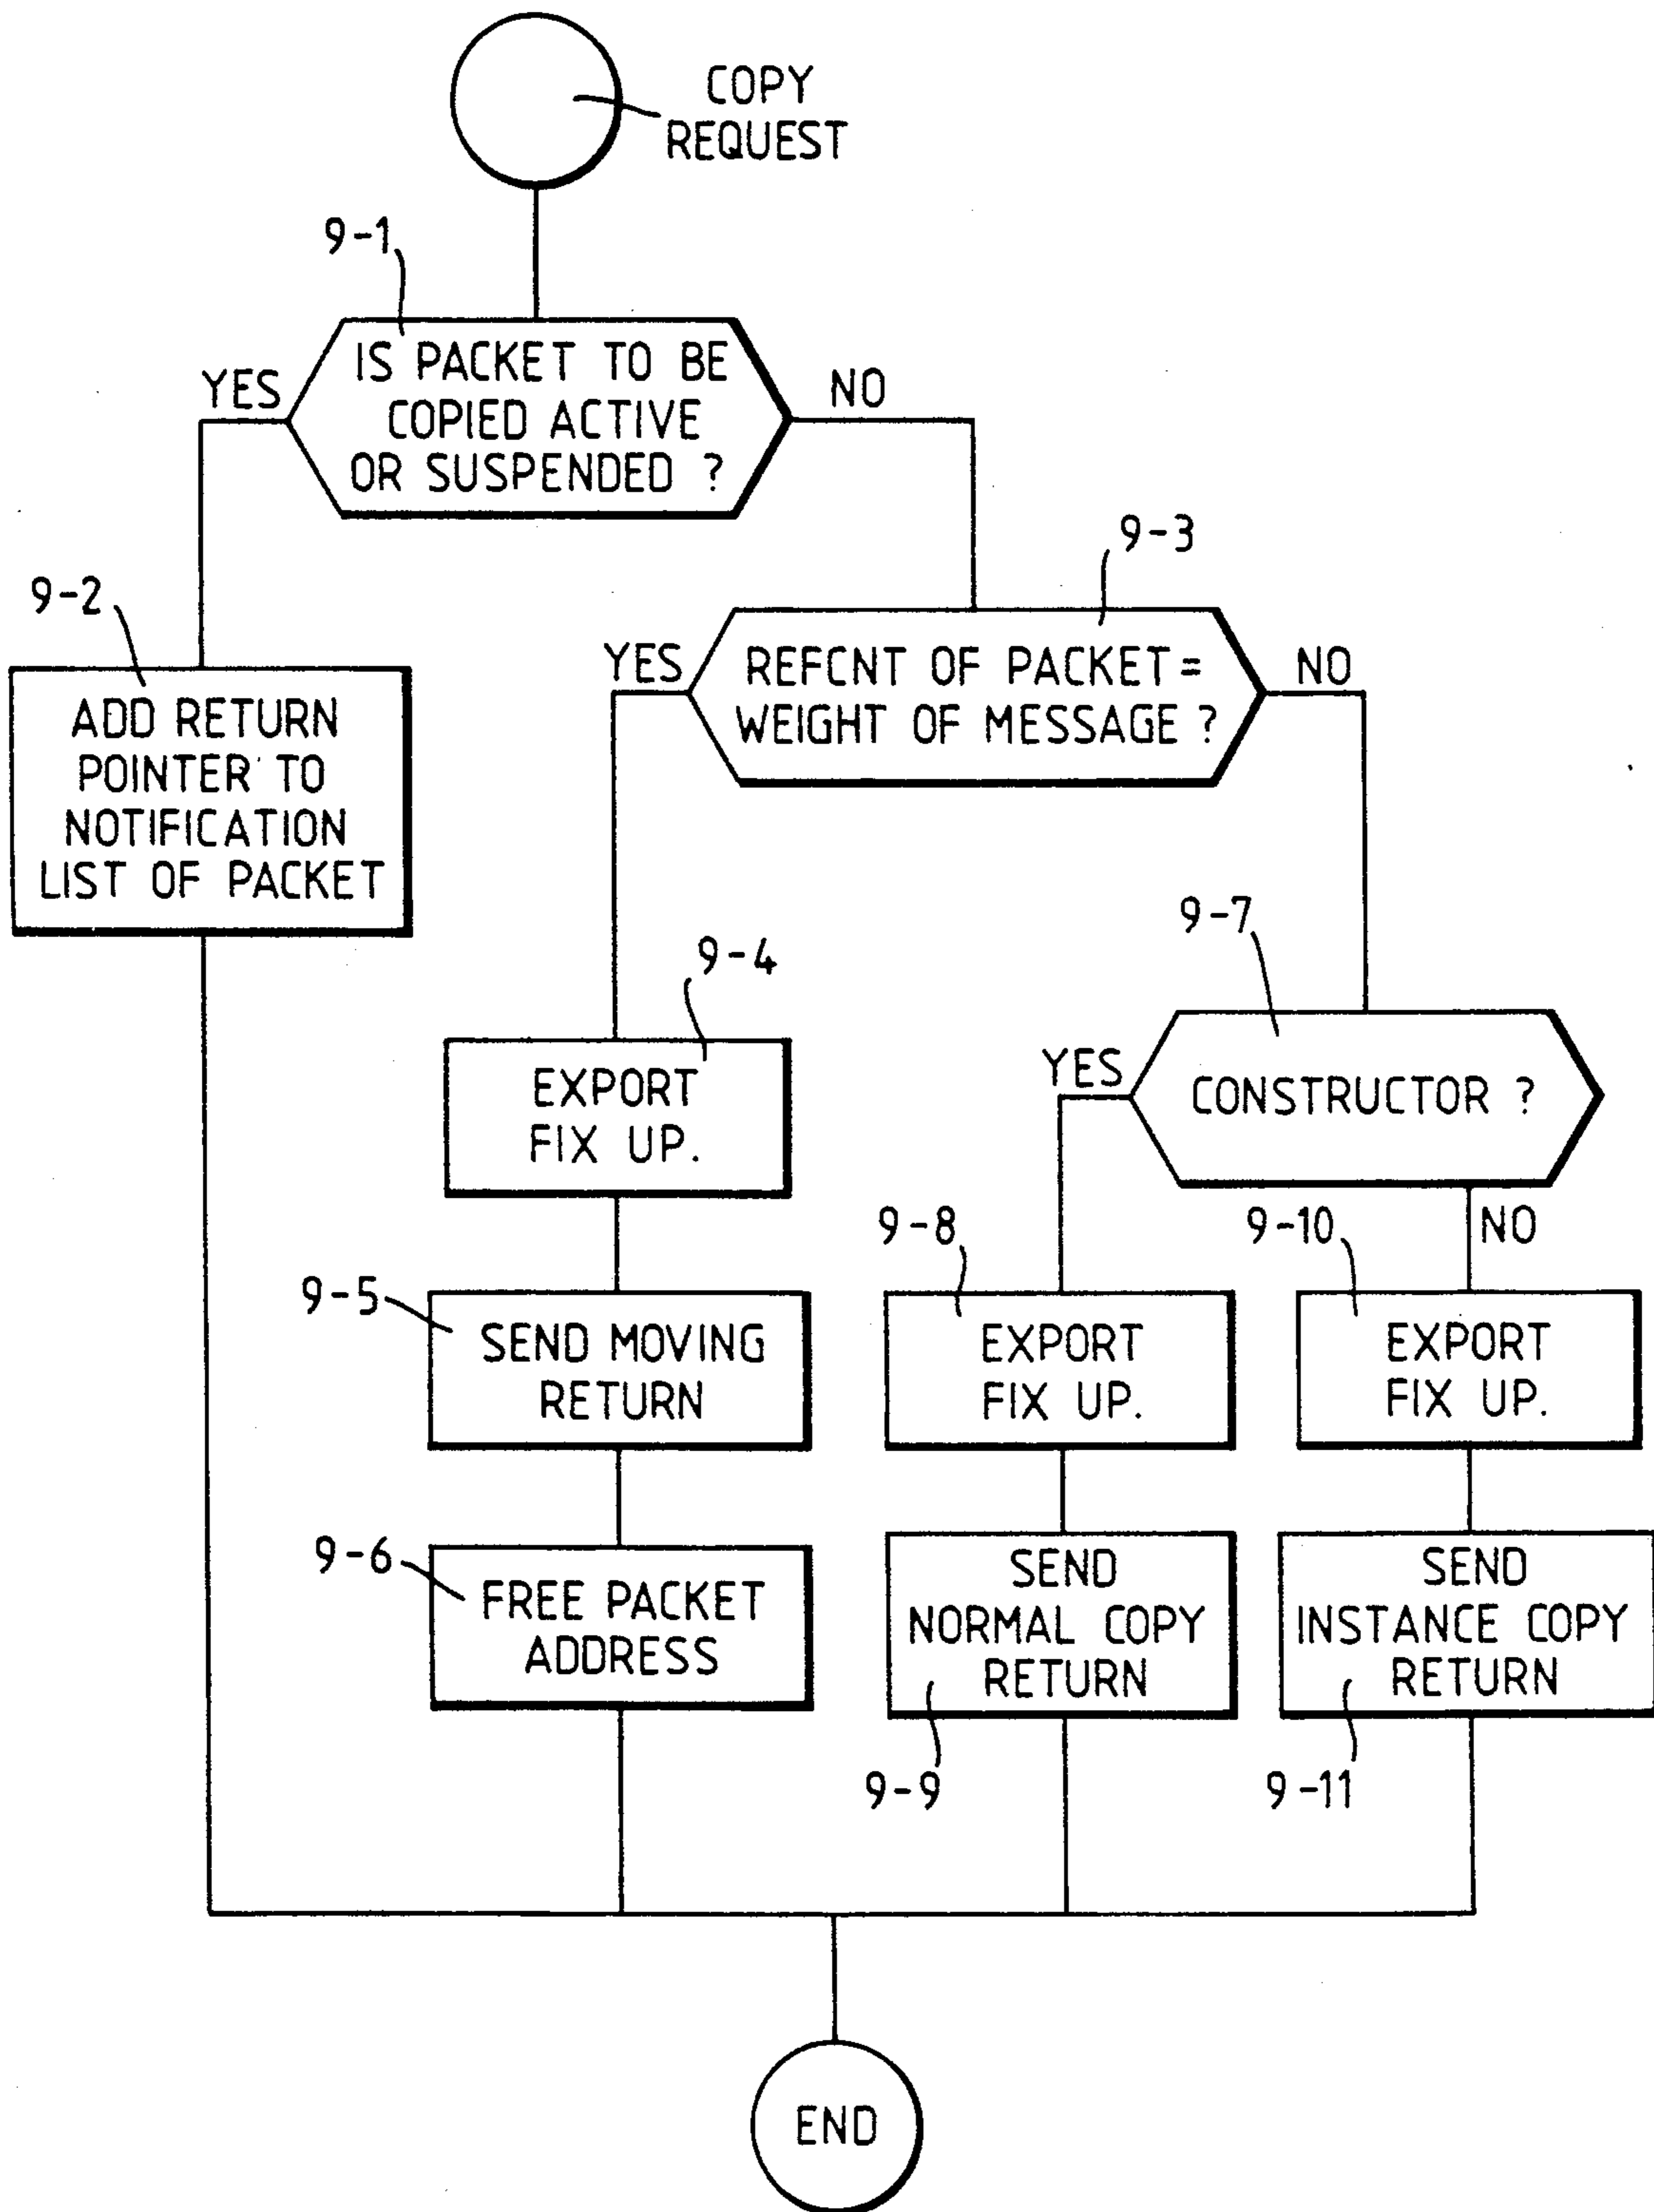 COPY
REQUEST
9-1
IS PACKET TO BE
COPIED ACTIVE
OR SUSPENDED ?
YES
NO
9-2
ADD RETURN
POINTER TO
NOTIFICATION
LIST OF PACKET
9-3
REFCNT OF PACKET =
WEIGHT OF MESSAGE ?
YES
NO
9-4
EXPORT
FIX UP.
9-5
SEND MOVING
RETURN
9-6
FREE PACKET
ADDRESS
9-7
CONSTRUCTOR ?
YES
NO
9-8
EXPORT
FIX UP.
9-9
SEND
NORMAL COPY
RETURN
9-10
EXPORT
FIX UP.
9-11
SEND
INSTANCE COPY
RETURN
END